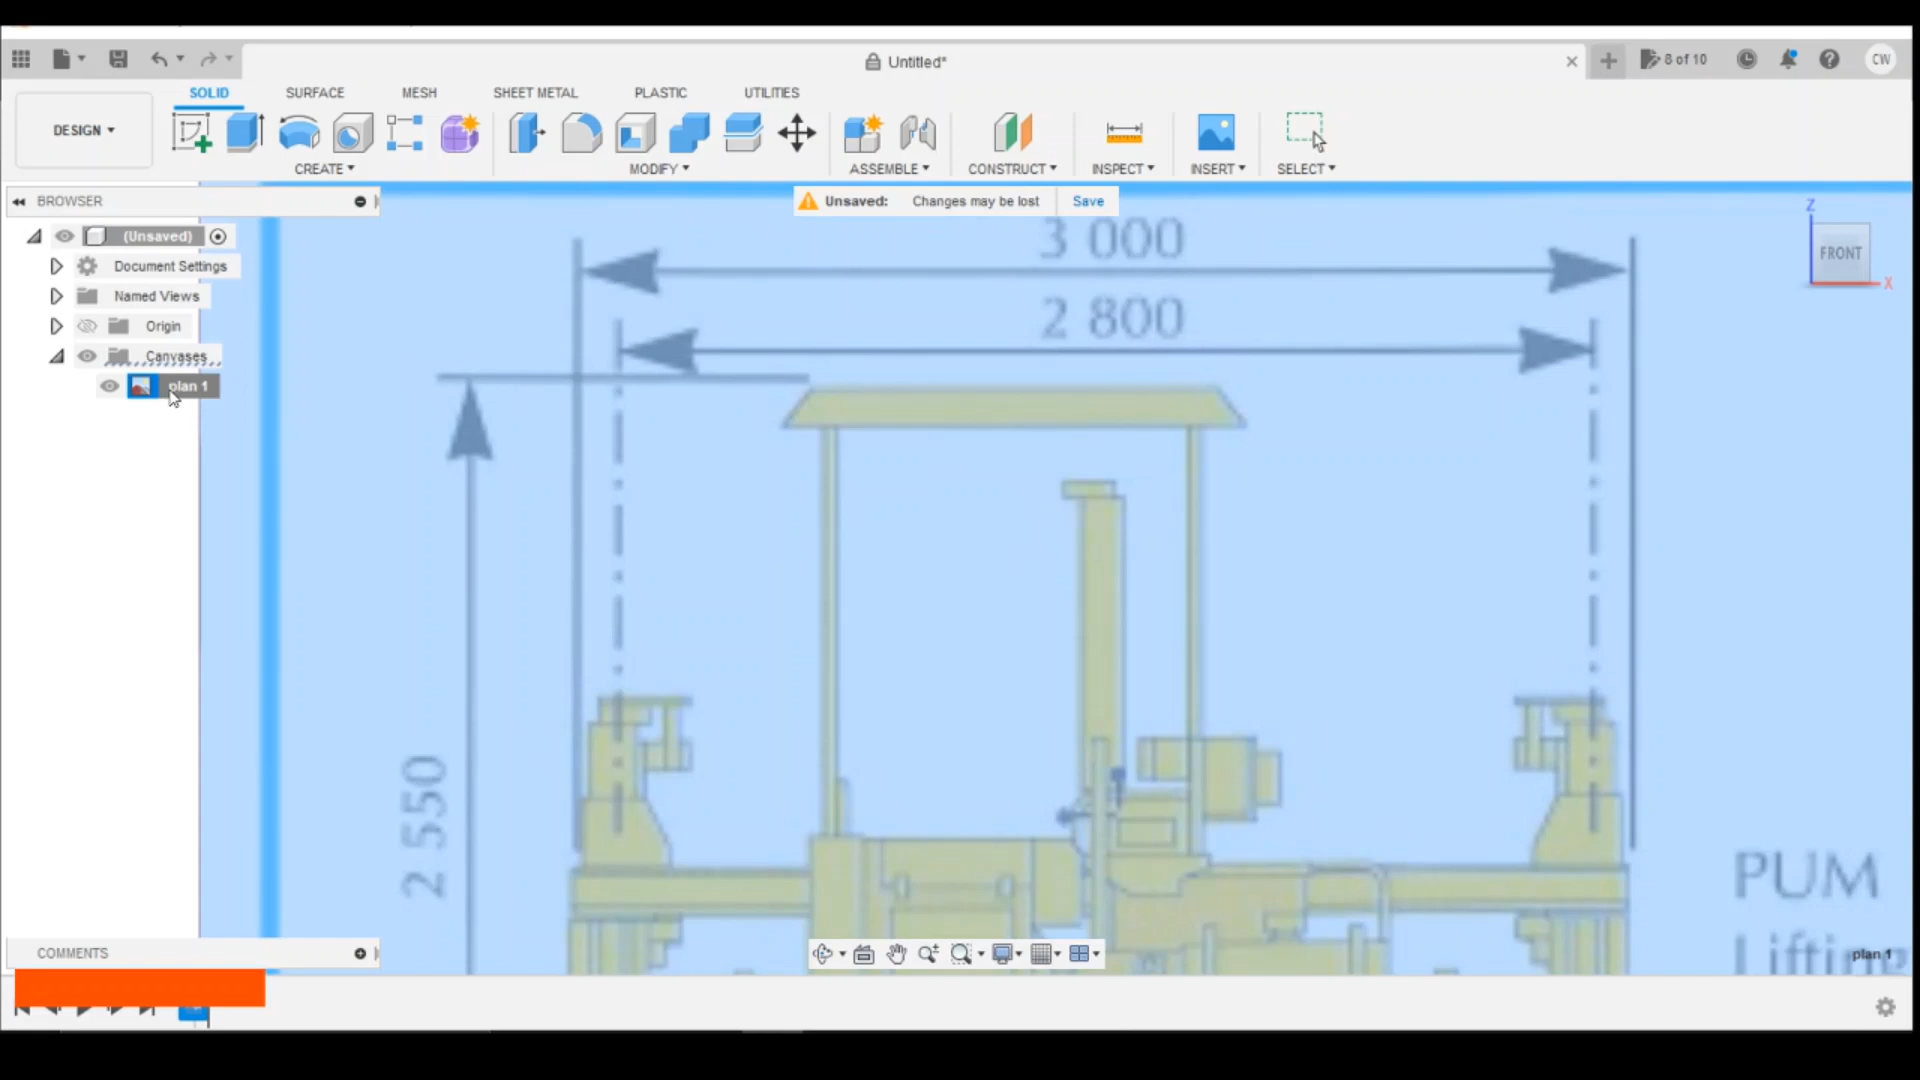 Untitled*
8 of 10
CW
DESIGN
SOLID
SURFACE
MESH
SHEET METAL
PLASTIC
UTILITIES
CREATE
MODIFY
ASSEMBLE
CONSTRUCT
INSPECT
INSERT
SELECT
BROWSER
Unsaved: Changes may be lost Save
(Unsaved)
Document Settings
Named Views
Origin
Canvases
plan 1
Z
FRONT
X
3 000
2 800
2 550
PUM
Lifting
plan 1
COMMENTS